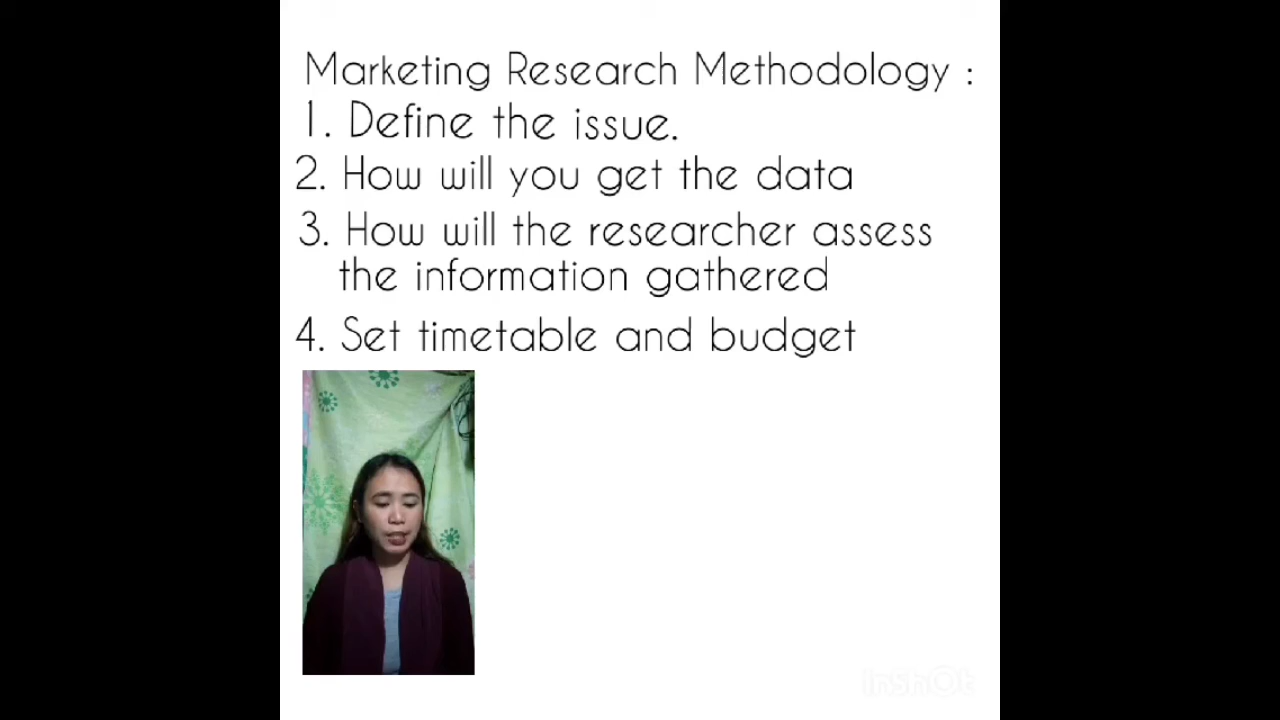 Marketing Research Methodology :
1. Define the issue.
2. How will you get the data
3. How will the researcher assess
the information gathered
4. Set timetable and budget
InShOt